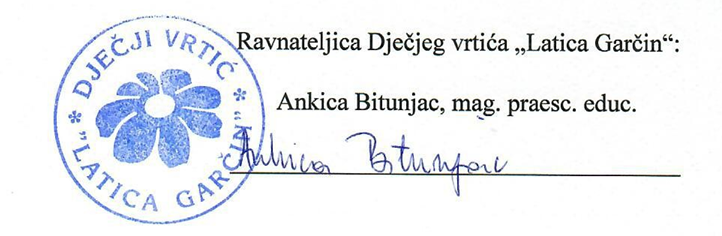 DJEČJI VRTIĆ * "LATICA GARČIN" *
Ravnateljica Dječjeg vrtića „Latica Garčin“:
Ankica Bitunjac, mag. praesc. educ.
Ankica Bitunjac